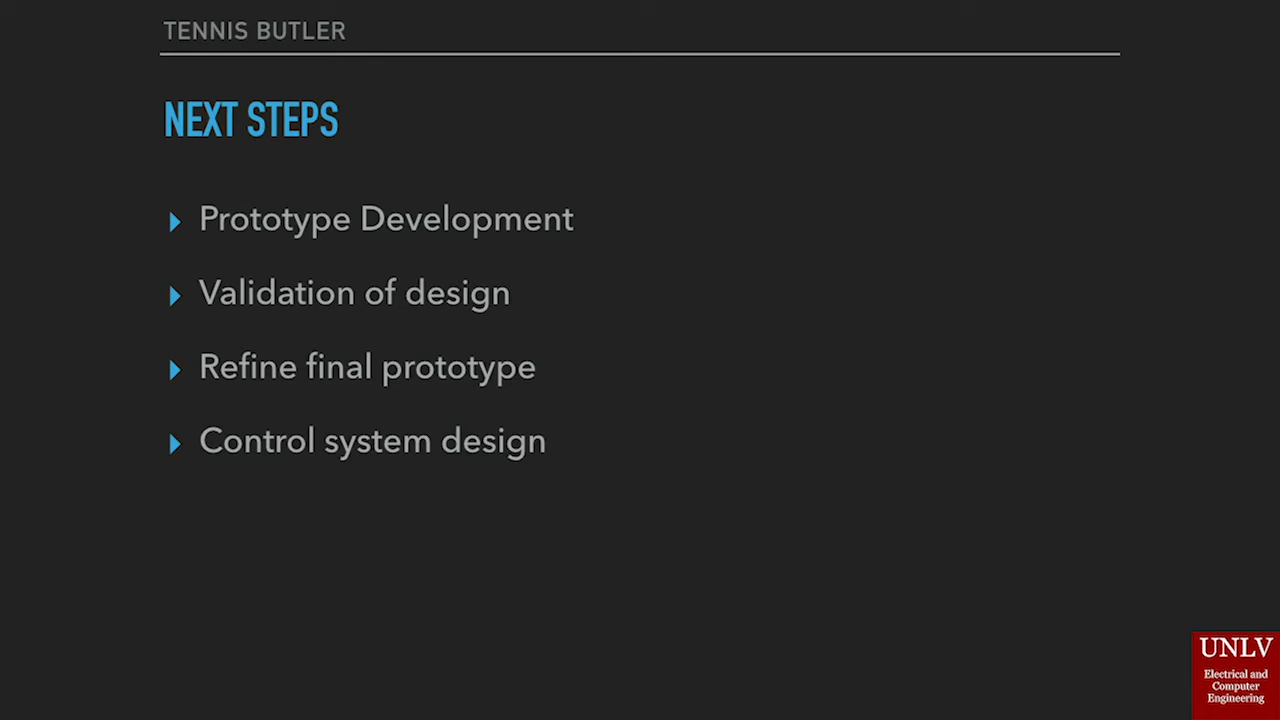 TENNIS BUTLER
NEXT STEPS
Prototype Development
Validation of design
Refine final prototype
Control system design
UNLV
Electrical and
Computer
Engineering